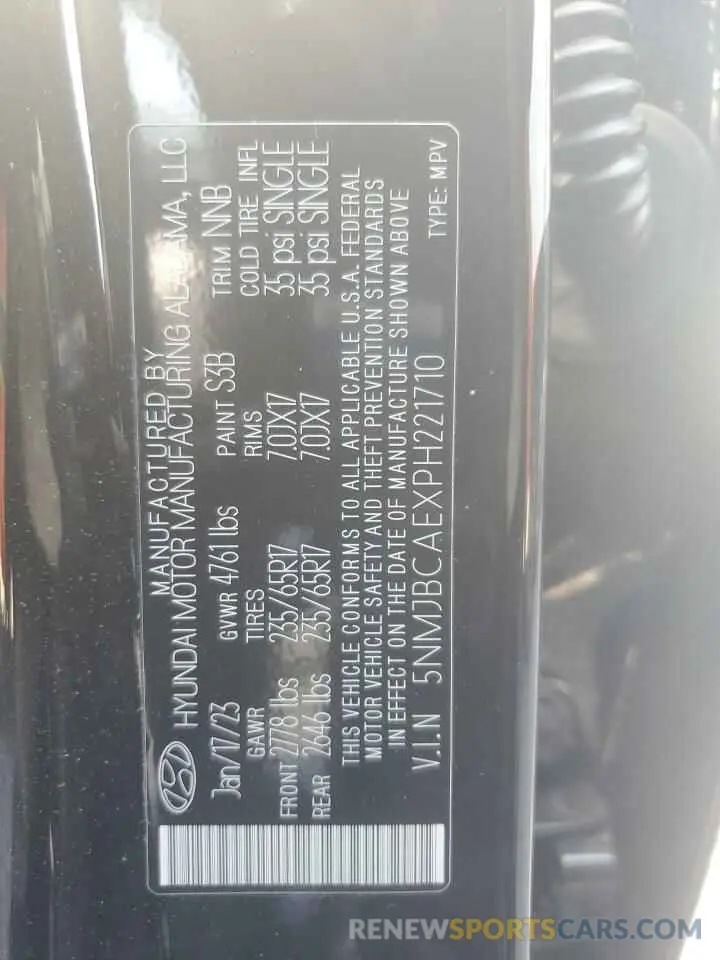 MANUFACTURED BY
HYUNDAI MOTOR MANUFACTURING ALABAMA, LLC
Jan/17/23 GVWR 4761 lbs PAINT S3B TRIM NNB
GAWR TIRES RIMS COLD TIRE INFL
FRONT 2778 lbs 235/65R17 7.0JX17 35 psi SINGLE
REAR 2646 lbs 235/65R17 7.0JX17 35 psi SINGLE
THIS VEHICLE CONFORMS TO ALL APPLICABLE U.S.A. FEDERAL
MOTOR VEHICLE SAFETY AND THEFT PREVENTION STANDARDS
IN EFFECT ON THE DATE OF MANUFACTURE SHOWN ABOVE
V.I.N 5NMJBCAEXPH221710 TYPE: MPV
RENEWSPORTSCARS.COM